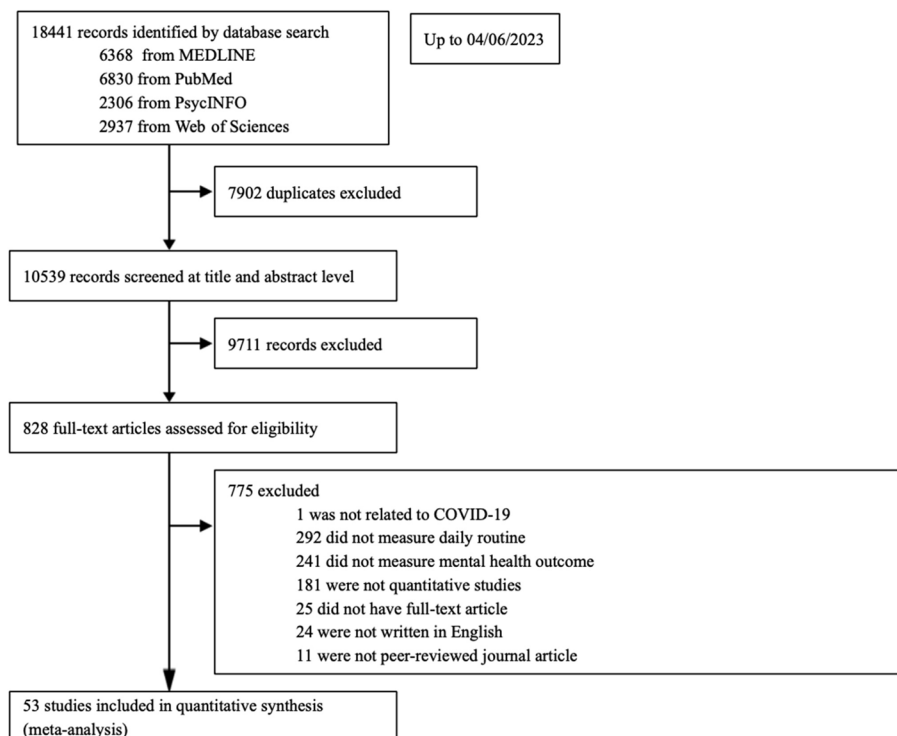 18441 records identified by database search
6368 from MEDLINE
6830 from PubMed
2306 from PsycINFO
2937 from Web of Sciences
Up to 04/06/2023
7902 duplicates excluded
10539 records screened at title and abstract level
9711 records excluded
828 full-text articles assessed for eligibility
775 excluded
1 was not related to COVID-19
292 did not measure daily routine
241 did not measure mental health outcome
181 were not quantitative studies
25 did not have full-text article
24 were not written in English
11 were not peer-reviewed journal article
53 studies included in quantitative synthesis
(meta-analysis)